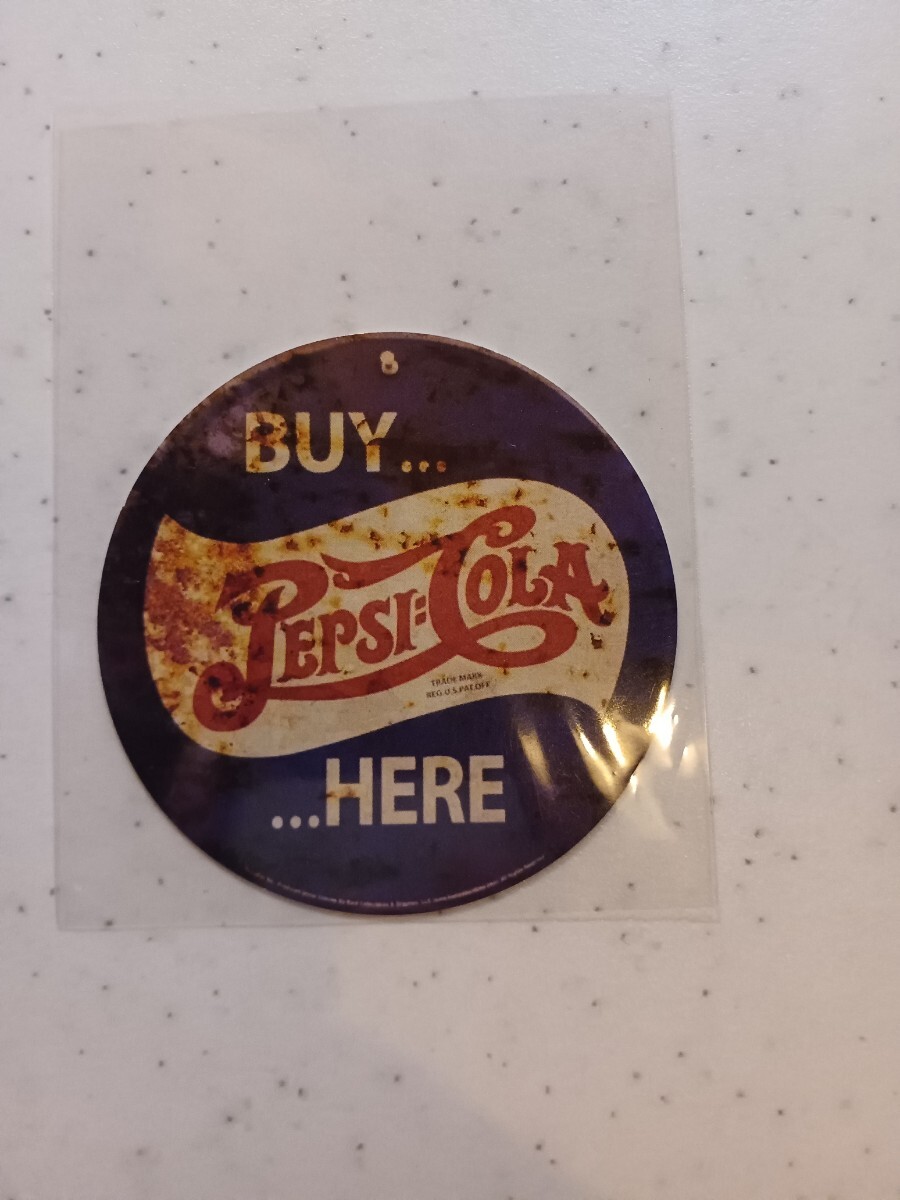 BUY...
PEPSI=COLA
TRADE MARK
REG.U.S.PAT.OFF.
...HERE